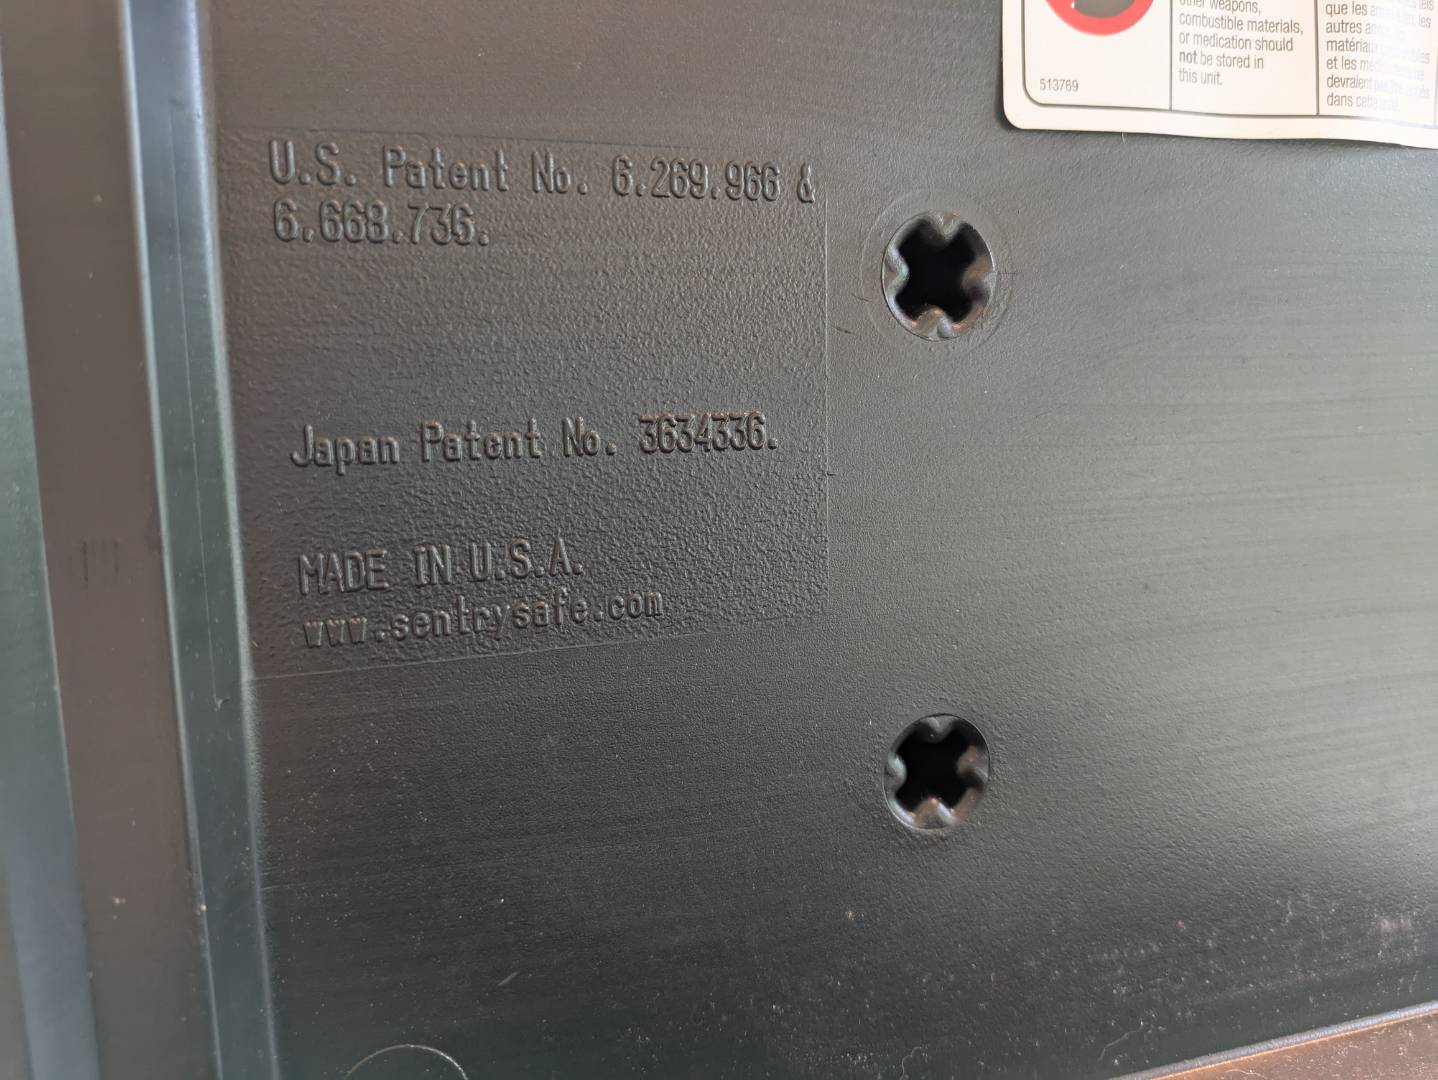 other weapons,
combustible materials,
or medication should
not be stored in
this unit.
que les
autres
et les
devraient
dans cette
513769
U.S. Patent No. 6.269.966 &
6.668.736.
Japan Patent No. 3634336.
MADE IN U.S.A.
www.sentrysafe.com